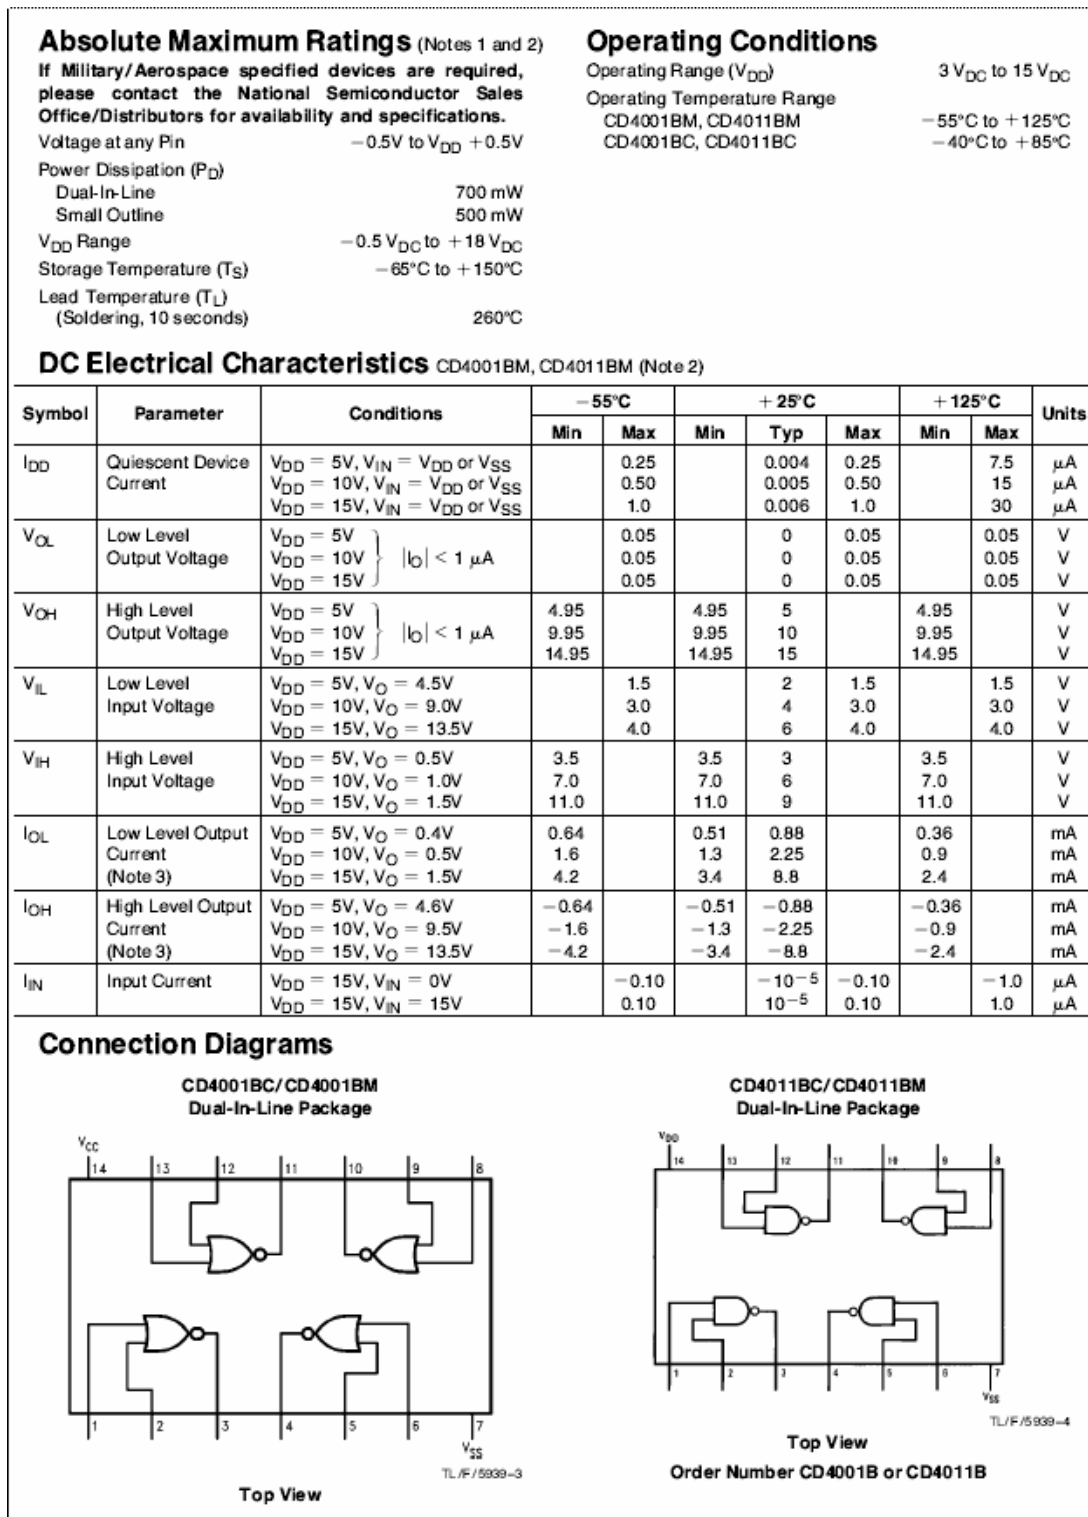 Absolute Maximum Ratings (Notes 1 and 2)
If Military/Aerospace specified devices are required,
please contact the National Semiconductor Sales
Office/Distributors for availability and specifications.
Voltage at any Pin −0.5V to VDD +0.5V
Power Dissipation (PD)
Dual-In-Line 700 mW
Small Outline 500 mW
VDD Range −0.5 VDC to +18 VDC
Storage Temperature (TS) −65°C to +150°C
Lead Temperature (TL)
(Soldering, 10 seconds) 260°C
Operating Conditions
Operating Range (VDD) 3 VDC to 15 VDC
Operating Temperature Range
CD4001BM, CD4011BM −55°C to +125°C
CD4001BC, CD4011BC −40°C to +85°C
DC Electrical Characteristics CD4001BM, CD4011BM (Note 2)
Symbol Parameter Conditions −55°C +25°C +125°C Units
Min Max Min Typ Max Min Max
IDD Quiescent Device VDD = 5V, VIN = VDD or VSS 0.25 0.004 0.25 7.5 μA
Current VDD = 10V, VIN = VDD or VSS 0.50 0.005 0.50 15 μA
VDD = 15V, VIN = VDD or VSS 1.0 0.006 1.0 30 μA
VOL Low Level VDD = 5V 0.05 0 0.05 0.05 V
Output Voltage VDD = 10V |IO| < 1 μA 0.05 0 0.05 0.05 V
VDD = 15V 0.05 0 0.05 0.05 V
VOH High Level VDD = 5V 4.95 4.95 5 4.95 V
Output Voltage VDD = 10V |IO| < 1 μA 9.95 9.95 10 9.95 V
VDD = 15V 14.95 14.95 15 14.95 V
VIL Low Level VDD = 5V, VO = 4.5V 1.5 2 1.5 1.5 V
Input Voltage VDD = 10V, VO = 9.0V 3.0 4 3.0 3.0 V
VDD = 15V, VO = 13.5V 4.0 6 4.0 4.0 V
VIH High Level VDD = 5V, VO = 0.5V 3.5 3.5 3 3.5 V
Input Voltage VDD = 10V, VO = 1.0V 7.0 7.0 6 7.0 V
VDD = 15V, VO = 1.5V 11.0 11.0 9 11.0 V
IOL Low Level Output VDD = 5V, VO = 0.4V 0.64 0.51 0.88 0.36 mA
Current VDD = 10V, VO = 0.5V 1.6 1.3 2.25 0.9 mA
(Note 3) VDD = 15V, VO = 1.5V 4.2 3.4 8.8 2.4 mA
IOH High Level Output VDD = 5V, VO = 4.6V −0.64 −0.51 −0.88 −0.36 mA
Current VDD = 10V, VO = 9.5V −1.6 −1.3 −2.25 −0.9 mA
(Note 3) VDD = 15V, VO = 13.5V −4.2 −3.4 −8.8 −2.4 mA
IIN Input Current VDD = 15V, VIN = 0V −0.10 −10−5 −0.10 −1.0 μA
VDD = 15V, VIN = 15V 0.10 10−5 0.10 1.0 μA
Connection Diagrams
CD4001BC/CD4001BM
Dual-In-Line Package
VCC
14 13 12 11 10 9 8
1 2 3 4 5 6 7
VSS
TL/F/5939–3
Top View
CD4011BC/CD4011BM
Dual-In-Line Package
VDD
14 13 12 11 10 9 8
1 2 3 4 5 6 7
VSS
TL/F/5939–4
Top View
Order Number CD4001B or CD4011B